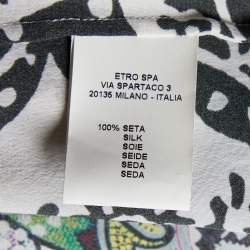 ETRO SPA
VIA SPARTACO 3
20135 MILANO - ITALIA
100% SETA
SILK
SOIE
SEIDE
SEDA
SEDA